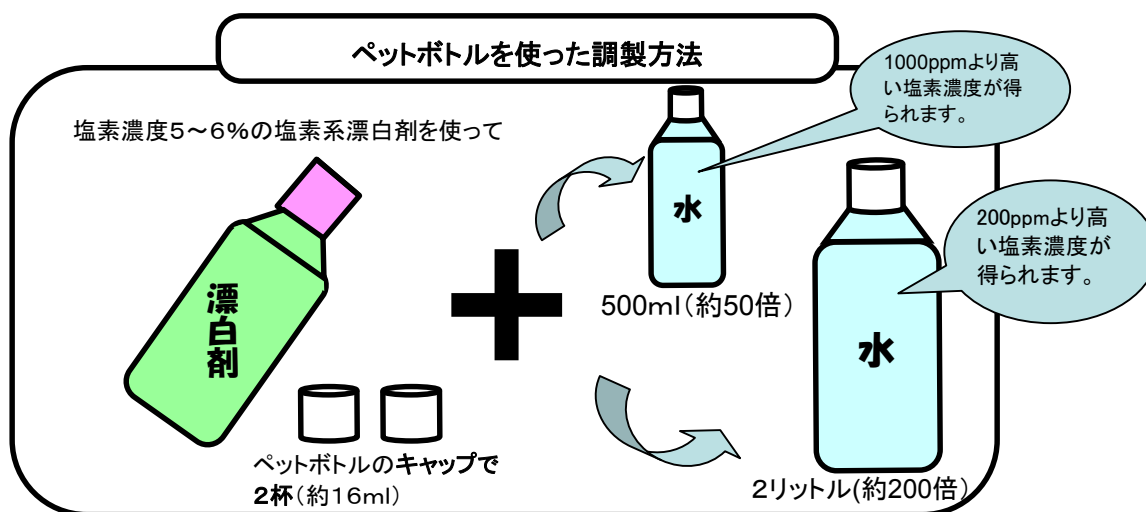 ペットボトルを使った調製方法
1000ppmより高
い塩素濃度が得
られます。
塩素濃度5～6%の塩素系漂白剤を使って
水
200ppmより高
い塩素濃度が
得られます。
漂白剤
500ml(約50倍)
水
ペットボトルのキャップで
2杯(約16ml)
2リットル(約200倍)